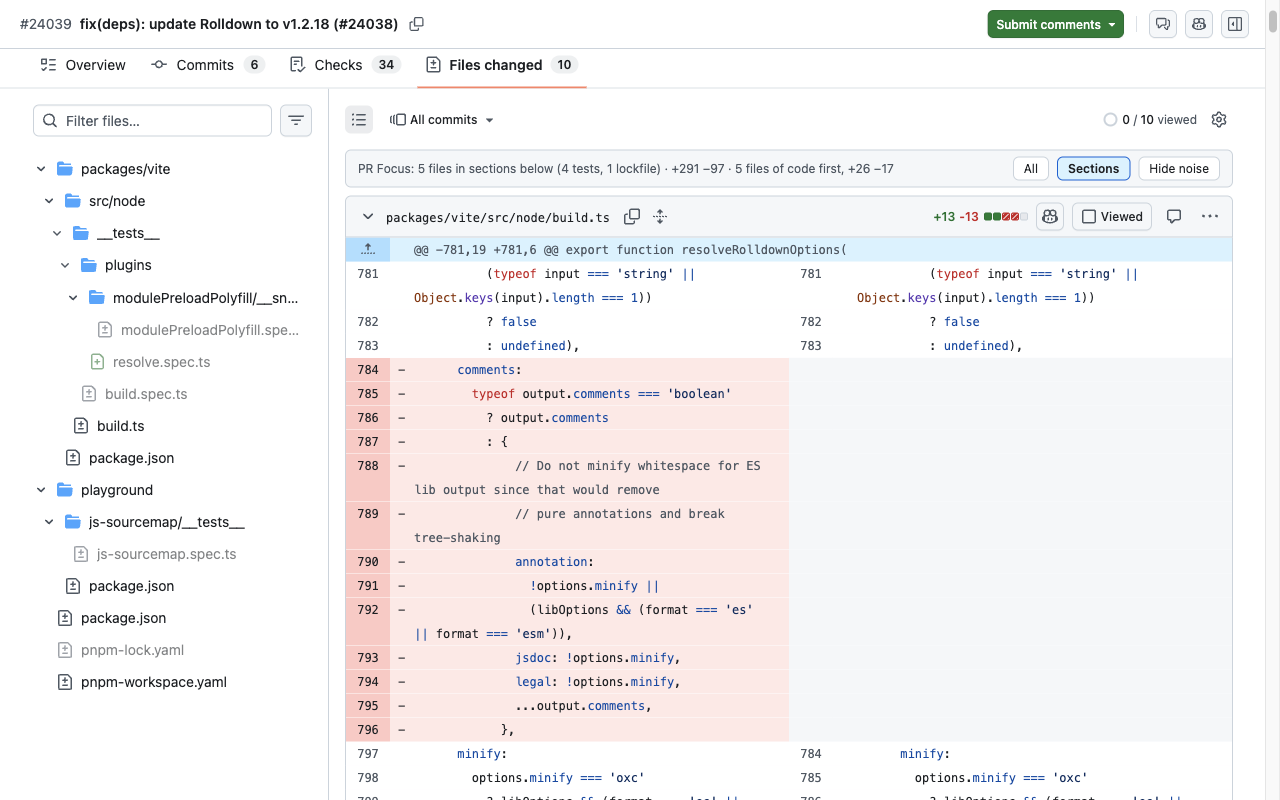 #24039 fix(deps): update Rolldown to v1.2.18 (#24038)
Submit comments
Overview
Commits 6
Checks 34
Files changed 10
Filter files...
All commits
0 / 10 viewed
packages/vite
src/node
__tests__
plugins
modulePreloadPolyfill/__sn...
modulePreloadPolyfill.spe...
resolve.spec.ts
build.spec.ts
build.ts
package.json
playground
js-sourcemap/__tests__
js-sourcemap.spec.ts
package.json
package.json
pnpm-lock.yaml
pnpm-workspace.yaml
PR Focus: 5 files in sections below (4 tests, 1 lockfile) · +291 −97 · 5 files of code first, +26 −17
All
Sections
Hide noise
packages/vite/src/node/build.ts
+13 -13
Viewed
@@ −781,19 +781,6 @@ export function resolveRolldownOptions(
781 (typeof input === 'string' || 781 (typeof input === 'string' ||
Object.keys(input).length === 1)) Object.keys(input).length === 1))
782 ? false 782 ? false
783 : undefined), 783 : undefined),
784 − comments:
785 − typeof output.comments === 'boolean'
786 − ? output.comments
787 − : {
788 − // Do not minify whitespace for ES
lib output since that would remove
789 − // pure annotations and break
tree-shaking
790 − annotation:
791 − !options.minify ||
792 − (libOptions && (format === 'es'
|| format === 'esm')),
793 − jsdoc: !options.minify,
794 − legal: !options.minify,
795 − ...output.comments,
796 − },
797 minify: 784 minify:
798 options.minify === 'oxc' 785 options.minify === 'oxc'